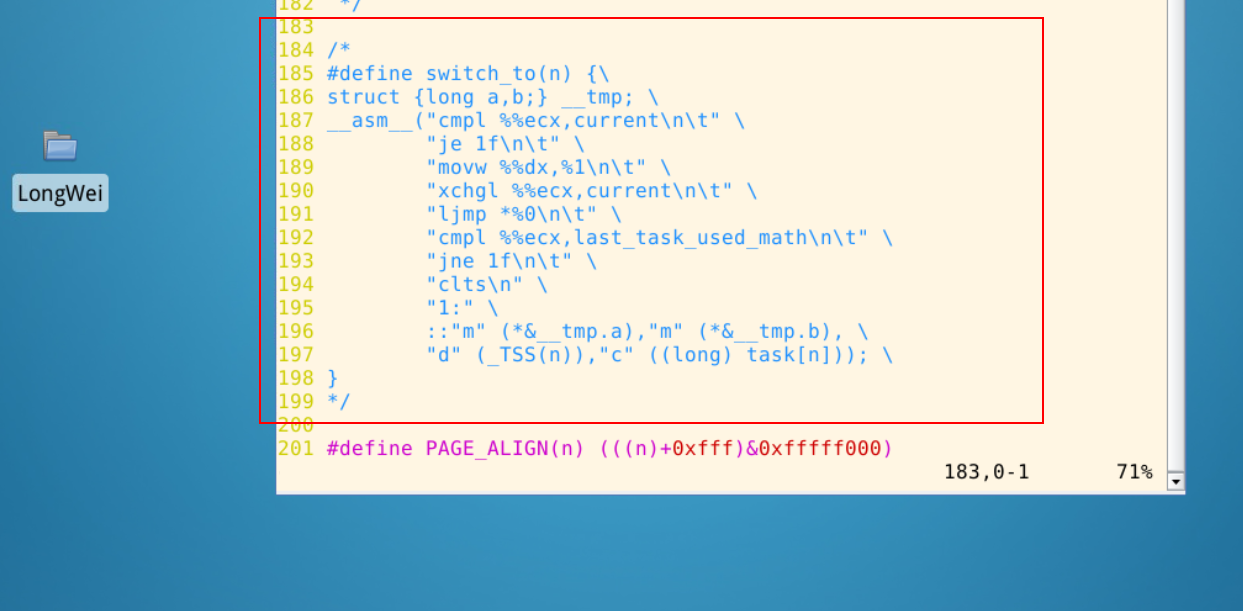 LongWei
182 */
183
184 /*
185 #define switch_to(n) {\
186 struct {long a,b;} __tmp; \
187 __asm__("cmpl %%ecx,current\n\t" \
188         "je 1f\n\t" \
189         "movw %%dx,%1\n\t" \
190         "xchgl %%ecx,current\n\t" \
191         "ljmp *%0\n\t" \
192         "cmpl %%ecx,last_task_used_math\n\t" \
193         "jne 1f\n\t" \
194         "clts\n" \
195         "1:" \
196         ::"m" (*&__tmp.a),"m" (*&__tmp.b), \
197         "d" (_TSS(n)),"c" ((long) task[n])); \
198 }
199 */
200
201 #define PAGE_ALIGN(n) (((n)+0xfff)&0xfffff000)
183,0-1 71%